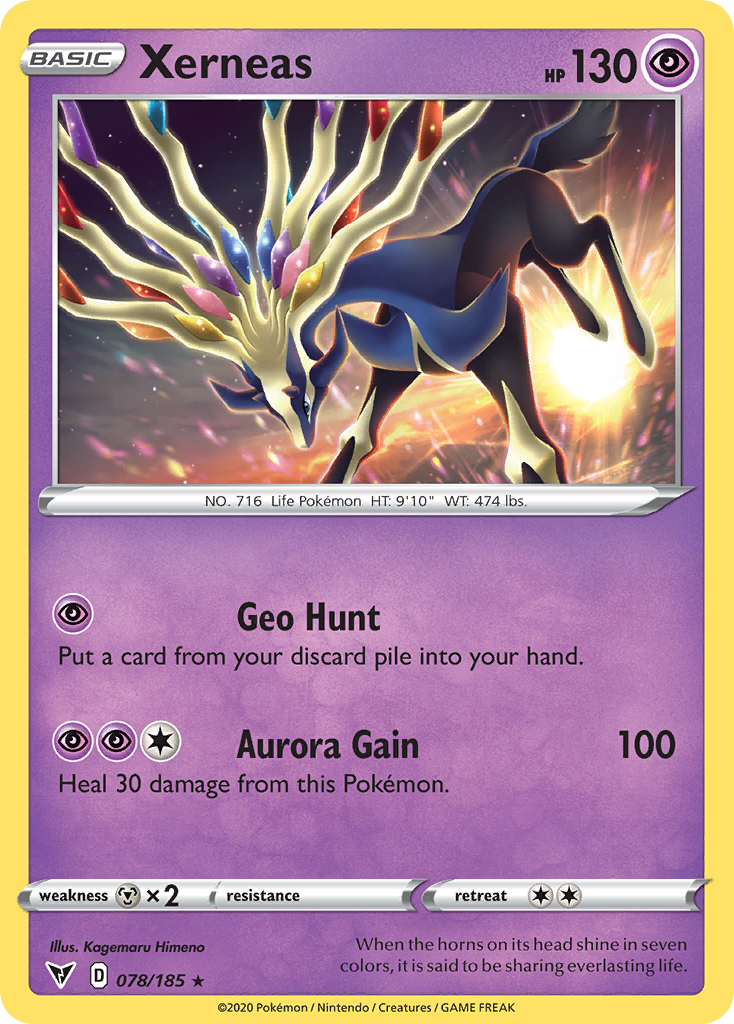 BASIC Xerneas HP 130
NO. 716 Life Pokémon HT: 9'10" WT: 474 lbs.
Geo Hunt
Put a card from your discard pile into your hand.
Aurora Gain 100
Heal 30 damage from this Pokémon.
weakness ×2 resistance retreat
Illus. Kagemaru Himeno
When the horns on its head shine in seven
colors, it is said to be sharing everlasting life.
D 078/185 ★
©2020 Pokémon / Nintendo / Creatures / GAME FREAK